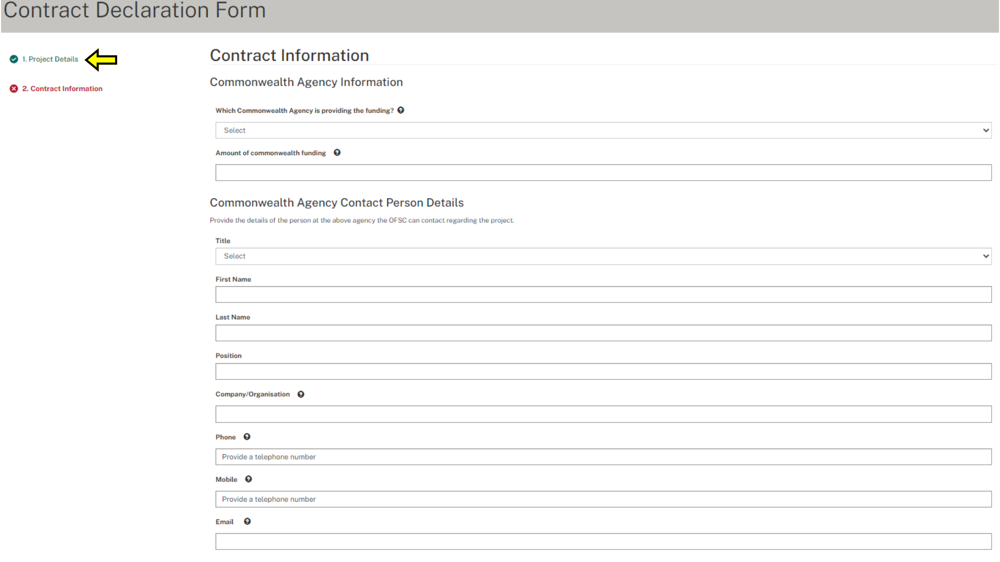 Contract Declaration Form
1. Project Details
2. Contract Information
Contract Information
Commonwealth Agency Information
Which Commonwealth Agency is providing the funding?
Select
Amount of commonwealth funding
Commonwealth Agency Contact Person Details
Provide the details of the person at the above agency the OFSC can contact regarding the project.
Title
Select
First Name
Last Name
Position
Company/Organisation
Phone
Provide a telephone number
Mobile
Provide a telephone number
Email